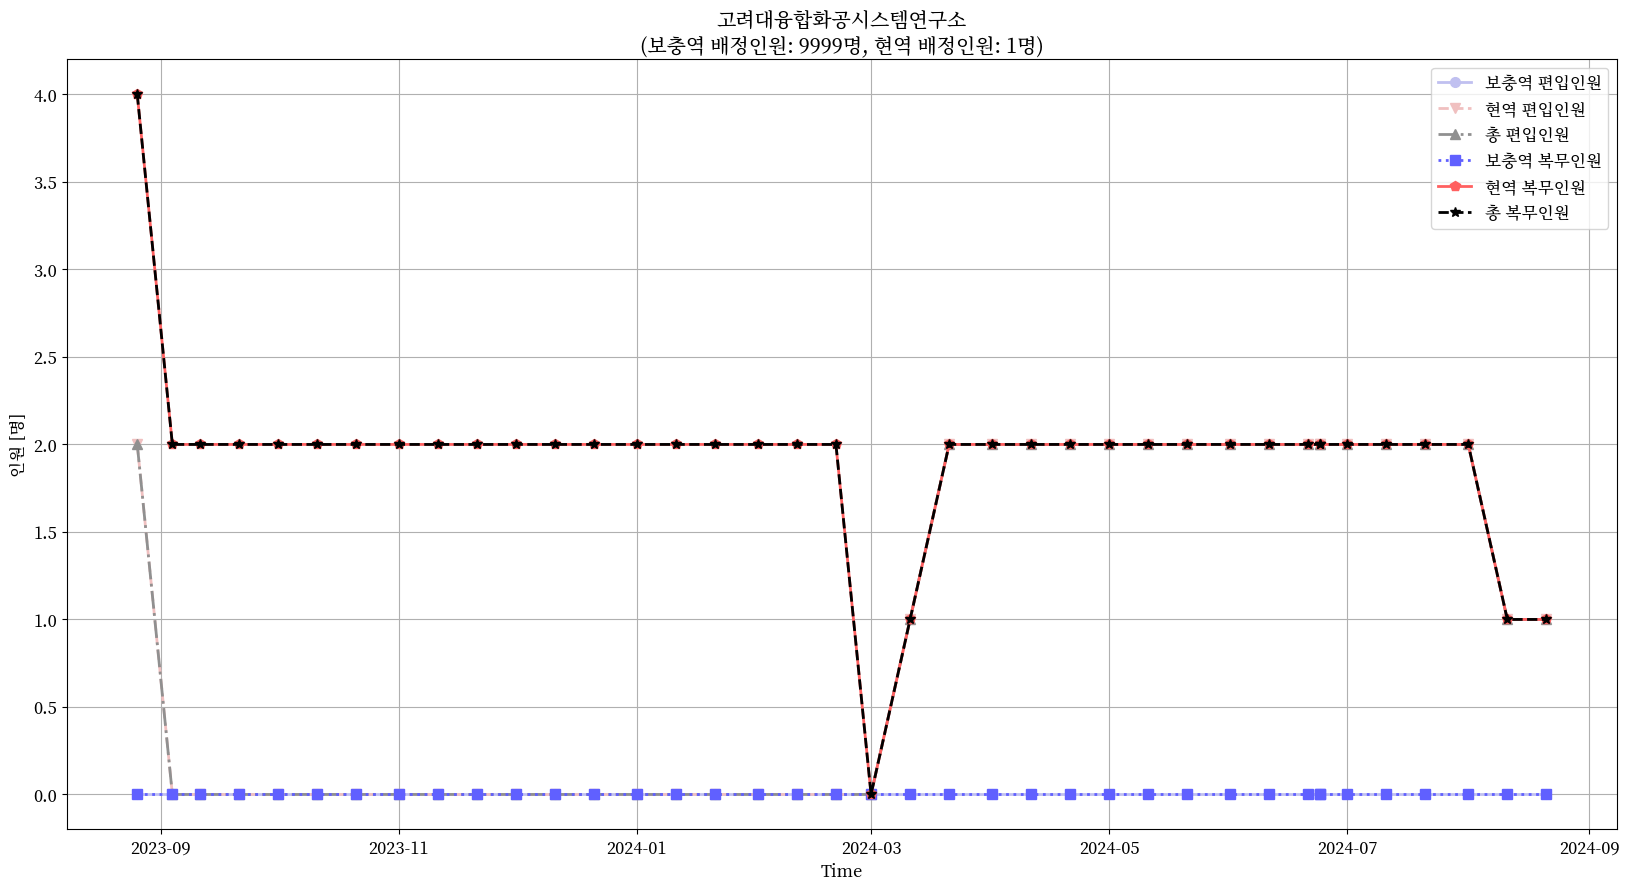 고려대융합화공시스템연구소
(보충역 배정인원: 9999명, 현역 배정인원: 1명)
보충역 편입인원
현역 편입인원
총 편입인원
보충역 복무인원
현역 복무인원
총 복무인원
4.0
3.5
3.0
2.5
2.0
1.5
1.0
0.5
0.0
인원 [명]
2023-09
2023-11
2024-01
2024-03
2024-05
2024-07
2024-09
Time